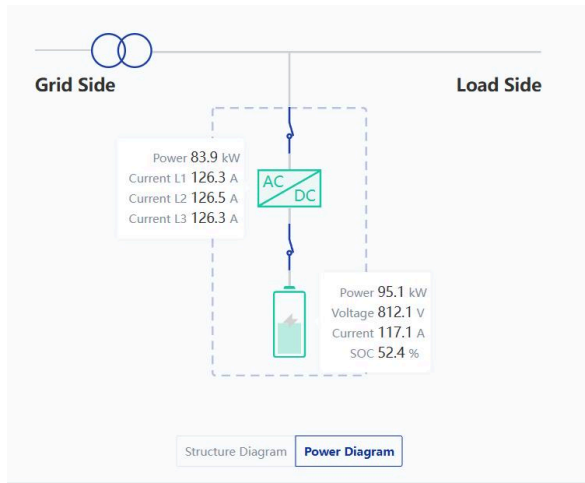 Grid Side
Load Side
Power 83.9 kW
Current L1 126.3 A
Current L2 126.5 A
Current L3 126.3 A
AC
DC
Power 95.1 kW
Voltage 812.1 V
Current 117.1 A
SOC 52.4 %
Structure Diagram
Power Diagram